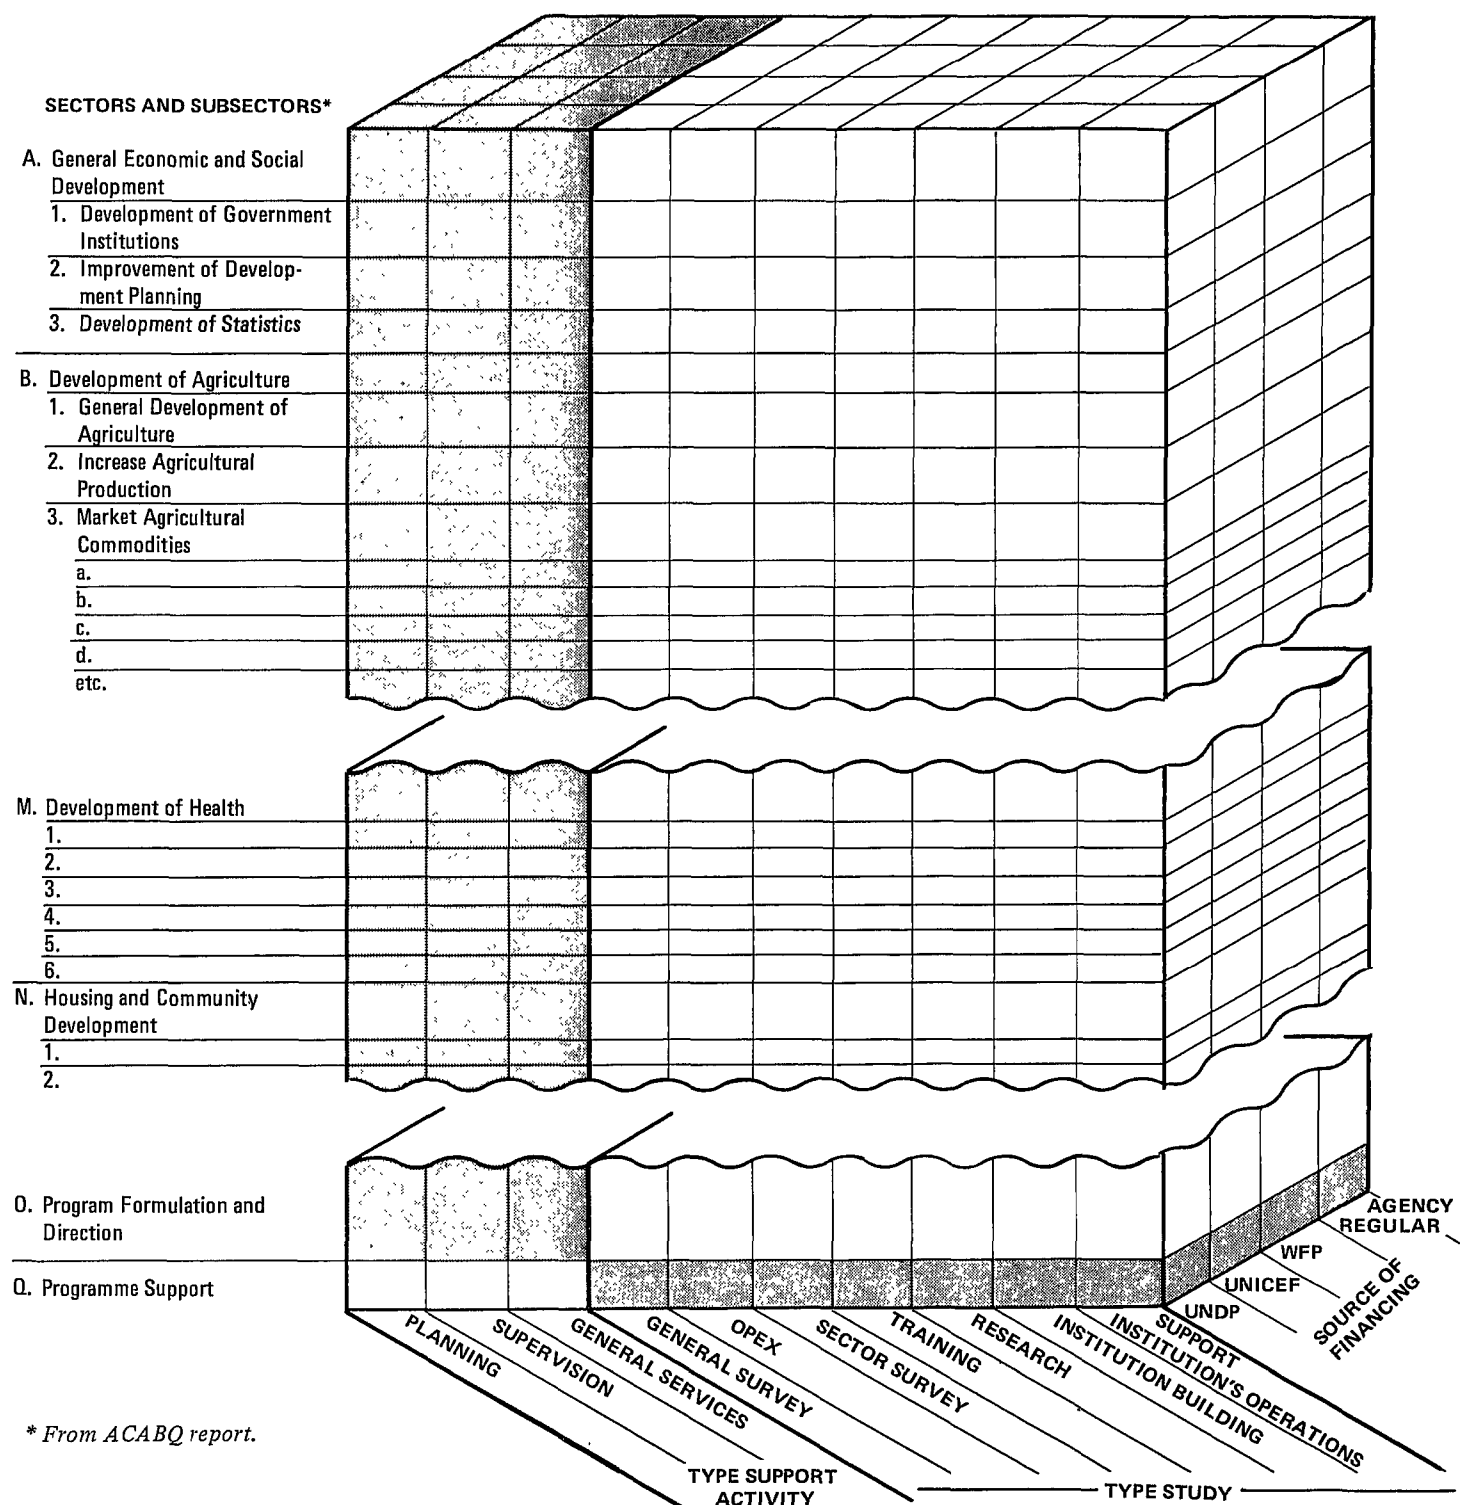 SECTORS AND SUBSECTORS*
A. General Economic and Social
Development
1. Development of Government
Institutions
2. Improvement of Develop-
ment Planning
3. Development of Statistics
B. Development of Agriculture
1. General Development of
Agriculture
2. Increase Agricultural
Production
3. Market Agricultural
Commodities
a.
b.
c.
d.
etc.
M. Development of Health
1.
2.
3.
4.
5.
6.
N. Housing and Community
Development
1.
2.
O. Program Formulation and
Direction
Q. Programme Support
PLANNING
SUPERVISION
GENERAL SERVICES
GENERAL SURVEY
OPEX
SECTOR SURVEY
TRAINING
RESEARCH
INSTITUTION BUILDING
INSTITUTION'S OPERATIONS
SUPPORT
UNDP
UNICEF
WFP
AGENCY
REGULAR
SOURCE OF
FINANCING
TYPE SUPPORT
ACTIVITY
TYPE STUDY
* From ACABQ report.